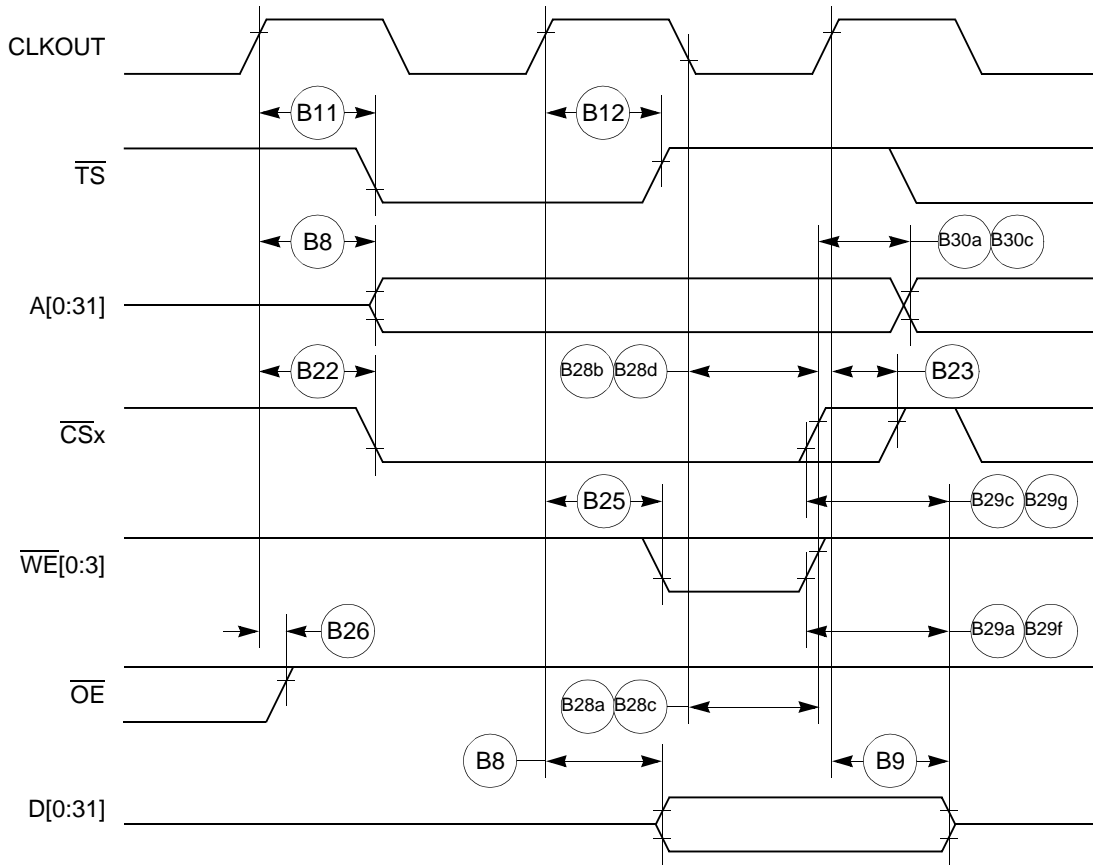 CLKOUT
B11
B12
TS
B8
B30a B30c
A[0:31]
B22
B28b B28d
B23
CSx
B25
B29c B29g
WE[0:3]
B26
B29a B29f
OE
B28a B28c
B8
B9
D[0:31]